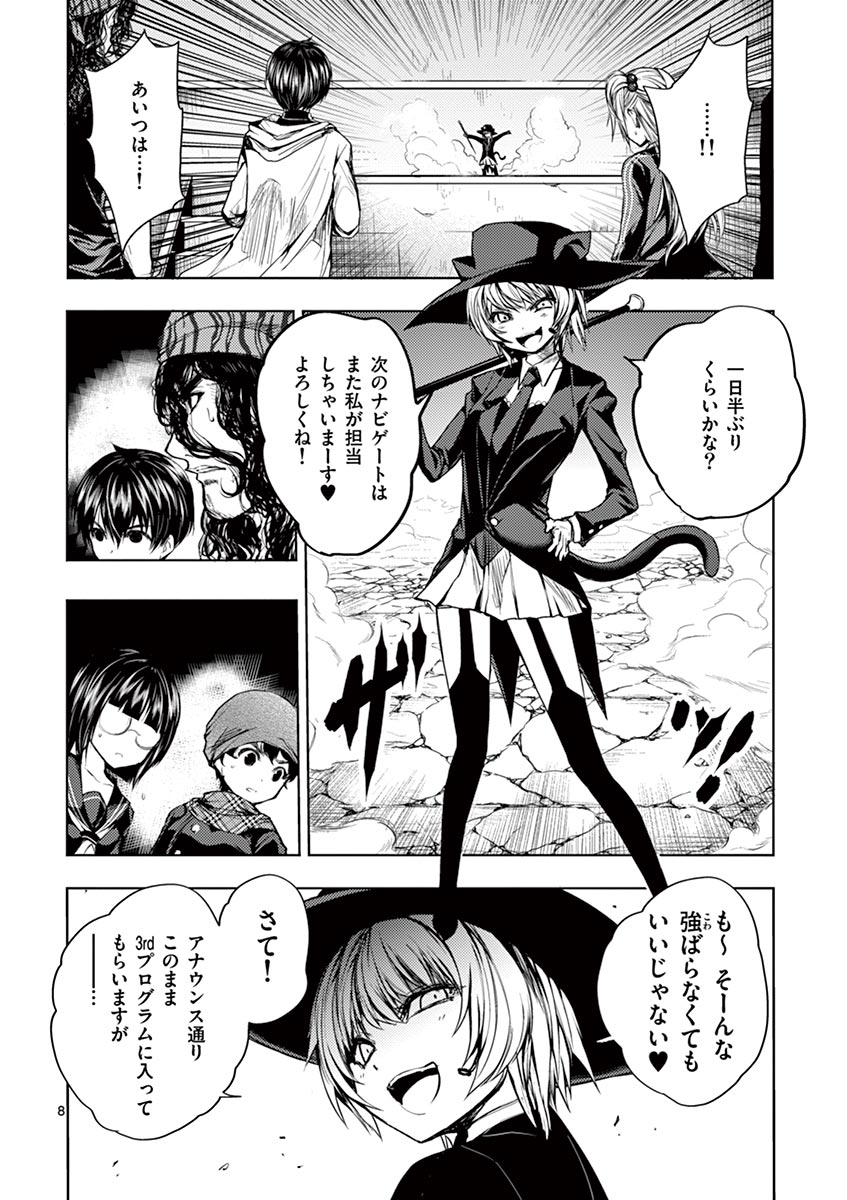 ……!!
あいつは…!
一日半ぶり
くらいかな?
次のナビゲートは
また私が担当
しちゃいまーす♥
よろしくね!
ザッ!!
も〜そーんな
強ばらなくても
こわ
いいじゃない♥
さて!
アナウンス通り
このまま
3rdプログラムに入って
もらいますが
――…
8